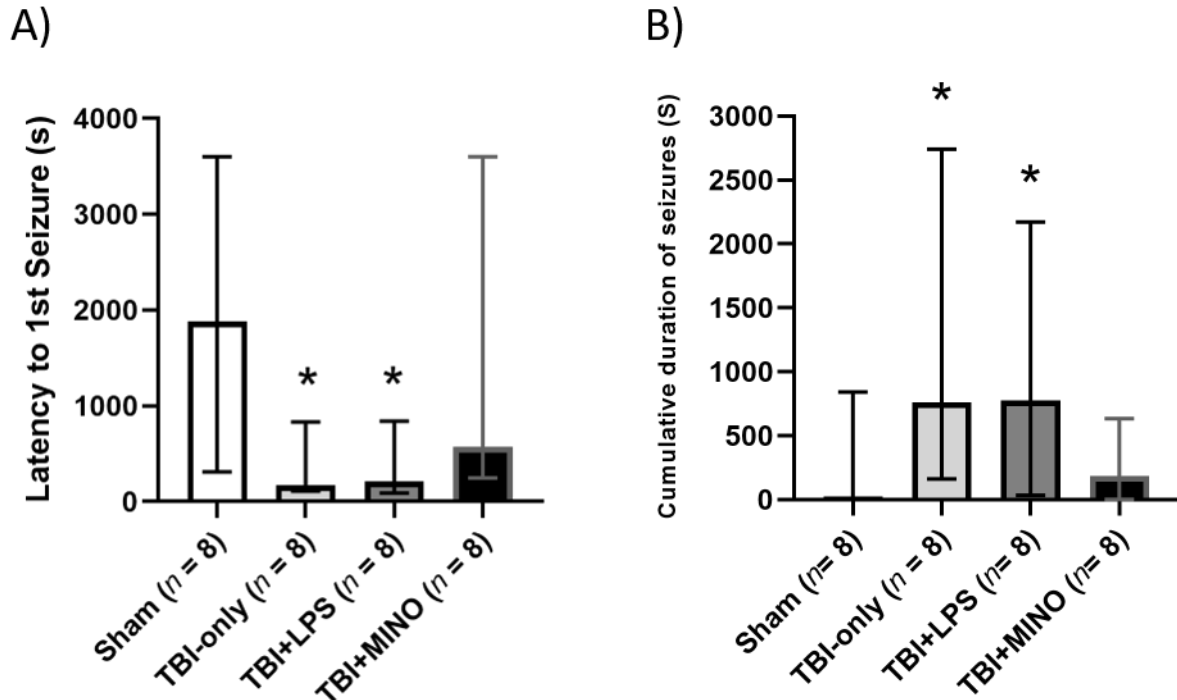 A)
Latency to 1st Seizure (s)
4000
3000
2000
1000
0
*
*
Sham (n = 8)
TBI-only (n = 8)
TBI+LPS (n = 8)
TBI+MINO (n = 8)
B)
Cumulative duration of seizures (S)
3000
2500
2000
1500
1000
500
0
*
*
Sham (n= 8)
TBI-only (n = 8)
TBI+LPS (n= 8)
TBI+MINO (n= 8)